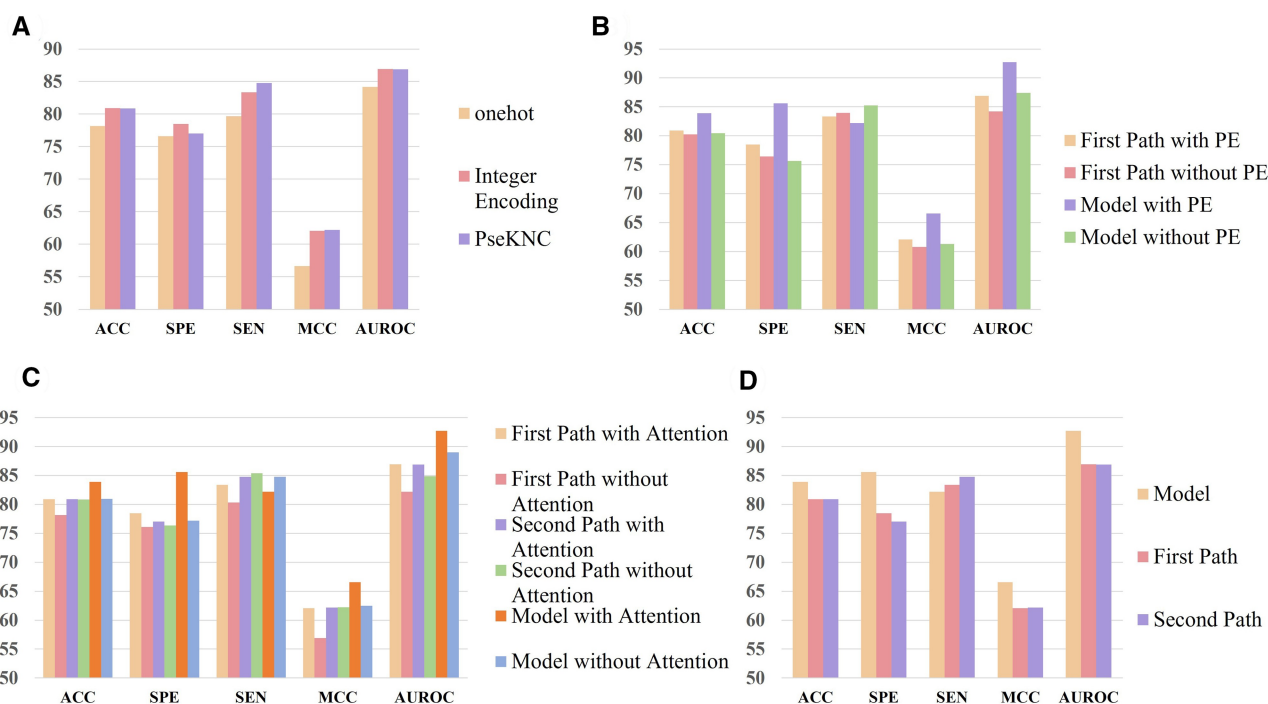 A
90
85
80
75
70
65
60
55
50
ACC SPE SEN MCC AUROC
onehot
Integer
Encoding
PseKNC
B
95
90
85
80
75
70
65
60
55
50
ACC SPE SEN MCC AUROC
First Path with PE
First Path without PE
Model with PE
Model without PE
C
95
90
85
80
75
70
65
60
55
50
ACC SPE SEN MCC AUROC
First Path with Attention
First Path without
Attention
Second Path with
Attention
Second Path without
Attention
Model with Attention
Model without Attention
D
95
90
85
80
75
70
65
60
55
50
ACC SPE SEN MCC AUROC
Model
First Path
Second Path